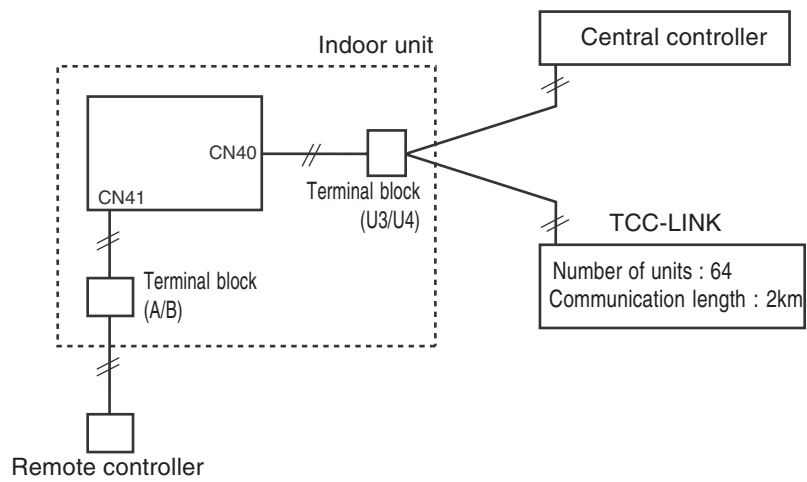 Indoor unit
Central controller
CN40
CN41
Terminal block
(U3/U4)
TCC-LINK
Number of units : 64
Communication length : 2km
Terminal block
(A/B)
Remote controller